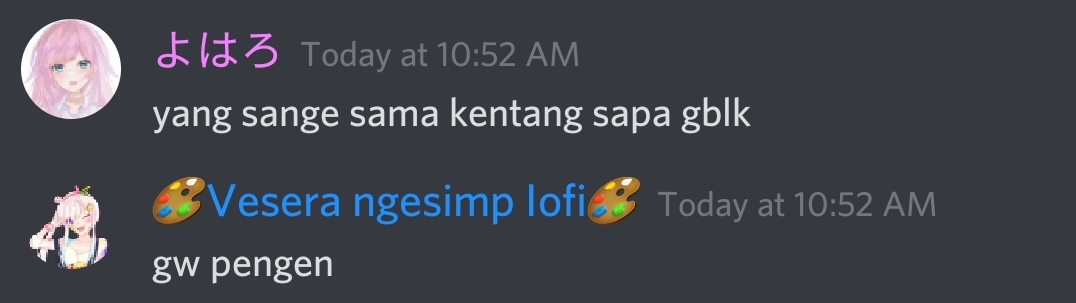 よはろ Today at 10:52 AM
yang sange sama kentang sapa gblk
🎨Vesera ngesimp Iofi🎨 Today at 10:52 AM
gw pengen